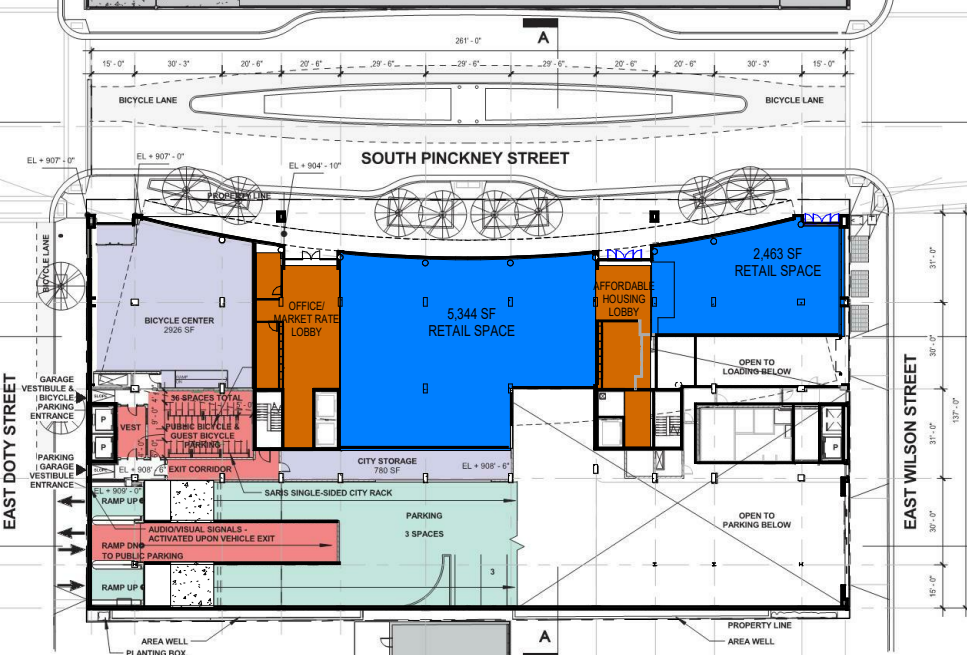 A
261' - 0"
15' - 0"
30' - 3"
20' - 6"
20' - 6"
29' - 6"
29' - 6"
29' - 6"
20' - 6"
20' - 6"
30' - 3"
15' - 0"
BICYCLE LANE
BICYCLE LANE
SOUTH PINCKNEY STREET
EL + 907' - 0"
EL + 907' - 0"
EL + 904' - 10"
PROPERTY LINE
BICYCLE LANE
BICYCLE CENTER
2926 SF
OFFICE/
MARKET RATE
LOBBY
5,344 SF
RETAIL SPACE
AFFORDABLE
HOUSING
LOBBY
2,463 SF
RETAIL SPACE
OPEN TO
LOADING BELOW
31' - 0"
30' - 0"
31' - 0"
30' - 0"
15' - 0"
137' - 0"
EAST DOTY STREET
EAST WILSON STREET
GARAGE
VESTIBULE &
BICYCLE
PARKING
ENTRANCE
PARKING
GARAGE
VESTIBULE
ENTRANCE
P
P
P
VEST
36 SPACES TOTAL
PUBLIC BICYCLE &
GUEST BICYCLE
PARKING
EL + 908' - 6"
EXIT CORRIDOR
CITY STORAGE
780 SF
EL + 908' - 6"
EL + 909' - 0"
RAMP UP
SARIS SINGLE-SIDED CITY RACK
PARKING
3 SPACES
AUDIO/VISUAL SIGNALS -
ACTIVATED UPON VEHICLE EXIT
RAMP DN
TO PUBLIC PARKING
RAMP UP
3
OPEN TO
PARKING BELOW
AREA WELL
PLANTING BOX
A
PROPERTY LINE
AREA WELL